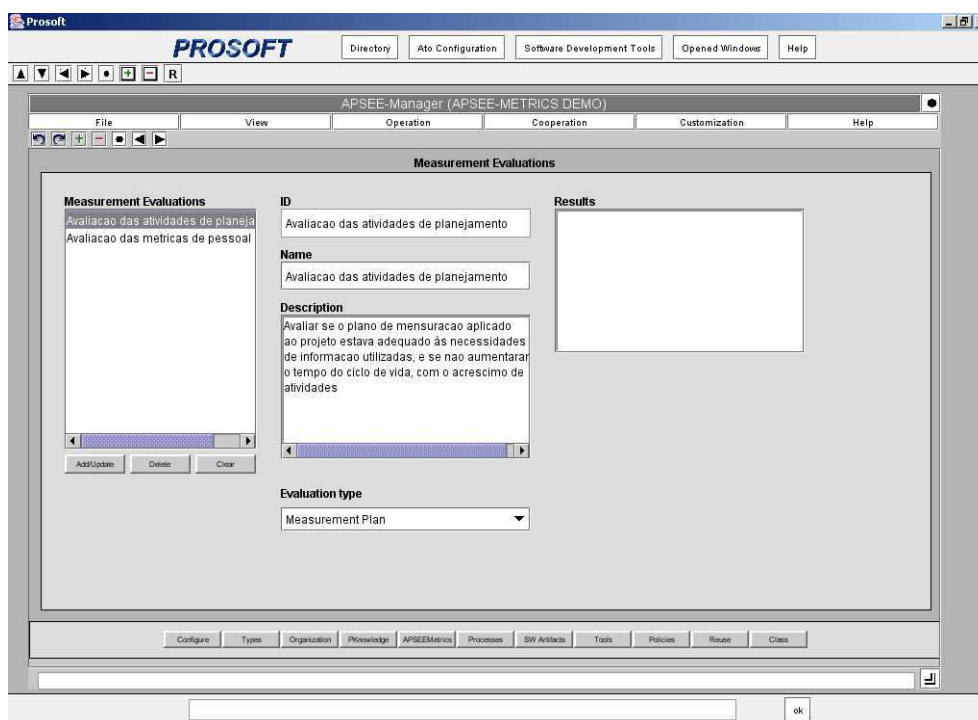 Prosoft
PROSOFT
Directory
Ato Configuration
Software Development Tools
Opened Windows
Help
R
APSEE-Manager (APSEE-METRICS DEMO)
File
View
Operation
Cooperation
Customization
Help
Measurement Evaluations
Measurement Evaluations
Avaliacao das atividades de planeja
Avaliacao das metricas de pessoal
Add/Update
Delete
Clear
ID
Avaliacao das atividades de planejamento
Name
Avaliacao das atividades de planejamento
Description
Avaliar se o plano de mensuracao aplicado
ao projeto estava adequado às necessidades
de informacao utilizadas, e se nao aumentarar
o tempo do ciclo de vida, com o acrescimo de
atividades
Evaluation type
Measurement Plan
Results
Configure
Types
Organization
PKnowledge
APSEEMetrics
Processes
SW Artifacts
Tools
Policies
Reuse
Class
ok